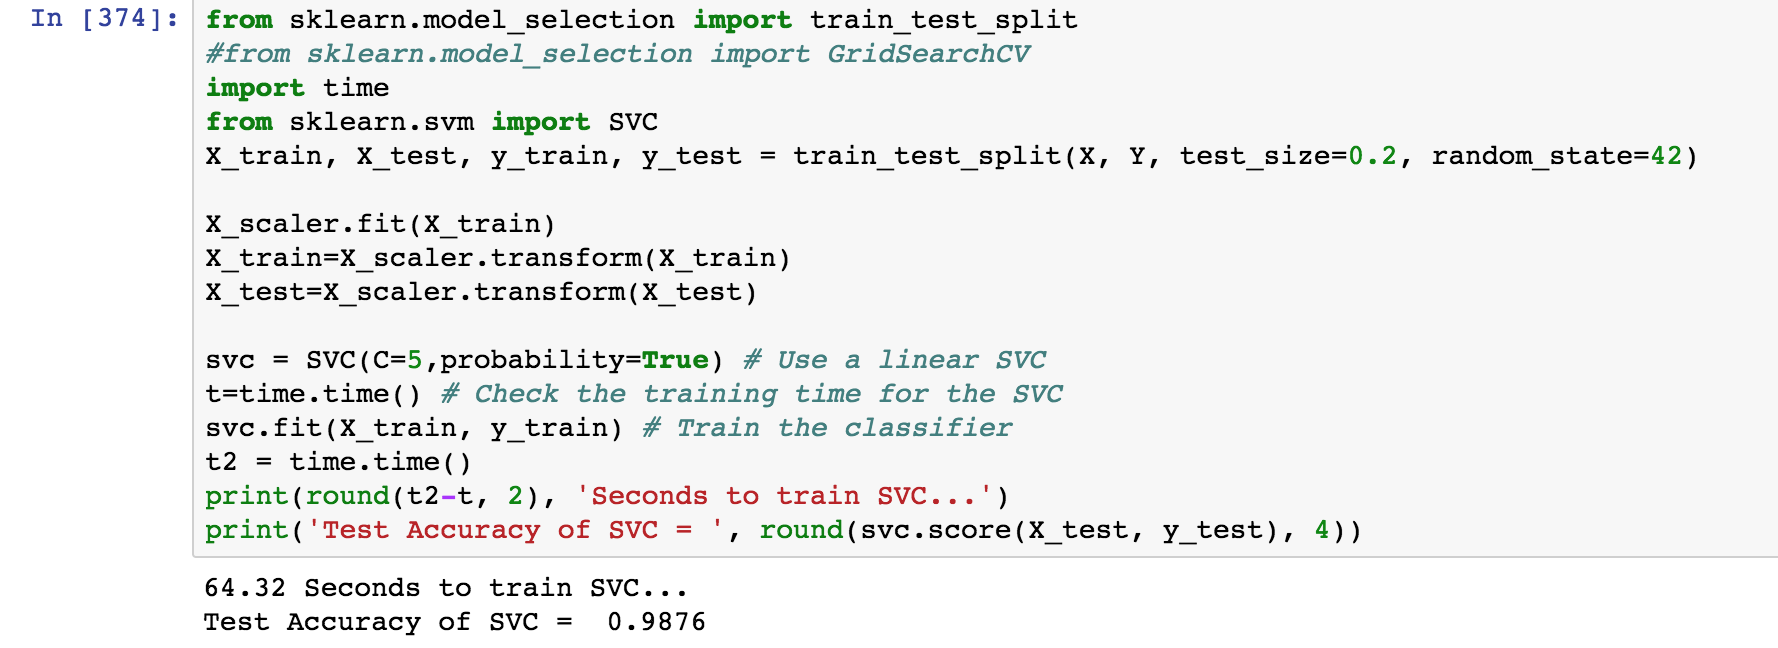 In [374]: from sklearn.model_selection import train_test_split
#from sklearn.model_selection import GridSearchCV
import time
from sklearn.svm import SVC
X_train, X_test, y_train, y_test = train_test_split(X, Y, test_size=0.2, random_state=42)
X_scaler.fit(X_train)
X_train=X_scaler.transform(X_train)
X_test=X_scaler.transform(X_test)
svc = SVC(C=5,probability=True) # Use a linear SVC
t=time.time() # Check the training time for the SVC
svc.fit(X_train, y_train) # Train the classifier
t2 = time.time()
print(round(t2-t, 2), 'Seconds to train SVC...')
print('Test Accuracy of SVC = ', round(svc.score(X_test, y_test), 4))
64.32 Seconds to train SVC...
Test Accuracy of SVC =  0.9876